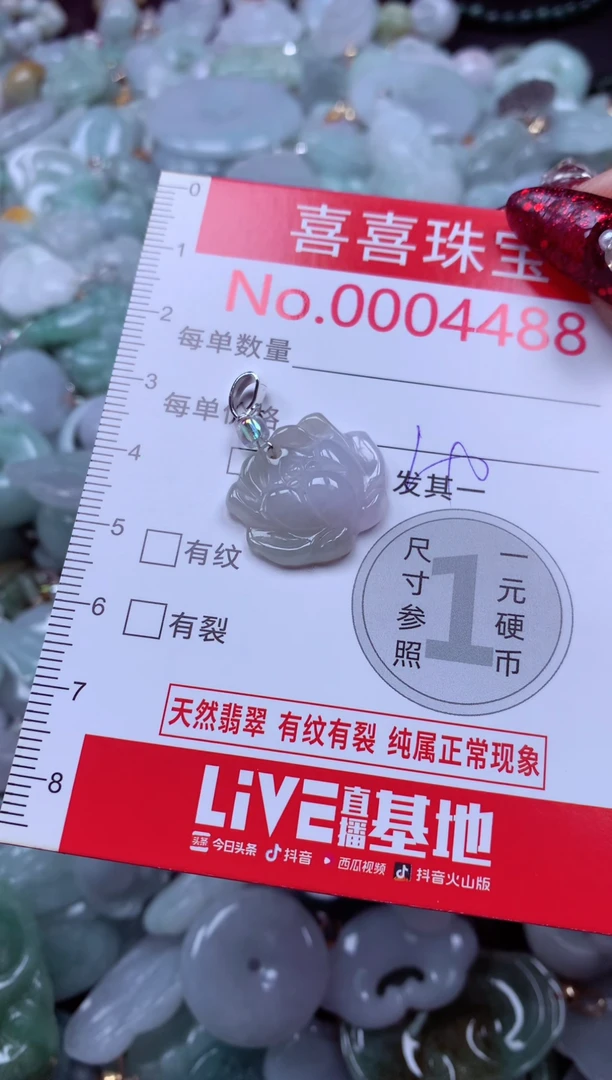 0
1
2
3
4
5
6
7
8
喜喜珠宝
No.0004488
每单数量
每单价格
发其一
有纹
有裂
1
尺寸参照
一元硬币
天然翡翠 有纹有裂 纯属正常现象
LiVE直播基地
头条 今日头条 抖音 西瓜视频 抖音火山版